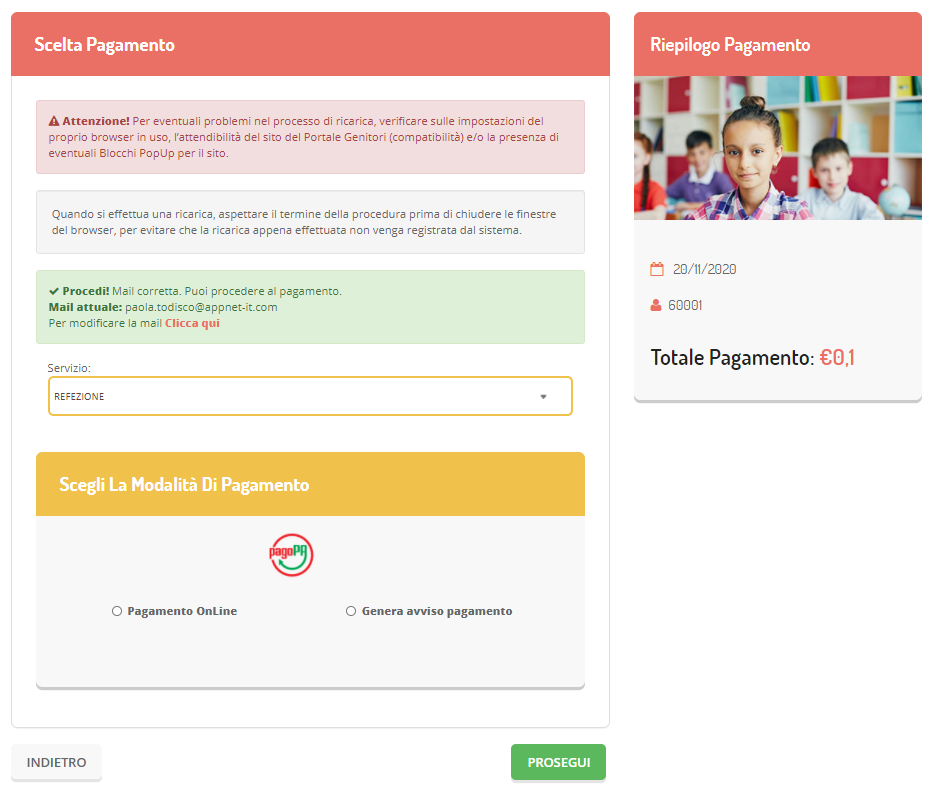 Scelta Pagamento
Attenzione! Per eventuali problemi nel processo di ricarica, verificare sulle impostazioni del
proprio browser in uso, l'attendibilità del sito del Portale Genitori (compatibilità) e/o la presenza di
eventuali Blocchi PopUp per il sito.
Quando si effettua una ricarica, aspettare il termine della procedura prima di chiudere le finestre
del browser, per evitare che la ricarica appena effettuata non venga registrata dal sistema.
Procedi! Mail corretta. Puoi procedere al pagamento.
Mail attuale: paola.todisco@appnet-it.com
Per modificare la mail Clicca qui
Servizio:
REFEZIONE
Scegli La Modalità Di Pagamento
pagoPA
Pagamento OnLine
Genera avviso pagamento
INDIETRO
PROSEGUI
Riepilogo Pagamento
20/11/2020
60001
Totale Pagamento: €0,1